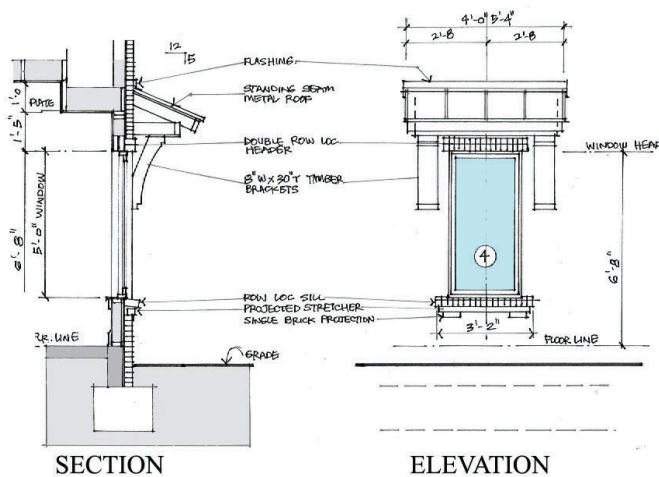 4'-0" 5'-4"
2'-8 2'-8
12
5
FLASHING
STANDING SEAM
METAL ROOF
PLATE
1'-0
1'-5"
DOUBLE ROW LOC
HEADER
WINDOW HEAD
8" W X 30" T TIMBER
BRACKETS
6'-8"
5'-0" WINDOW
4
6'-8"
ROW LOC SILL
PROJECTED STRETCHER
SINGLE BRICK PROJECTION
3'-2"
LINE
FLOOR LINE
GRADE
SECTION
ELEVATION